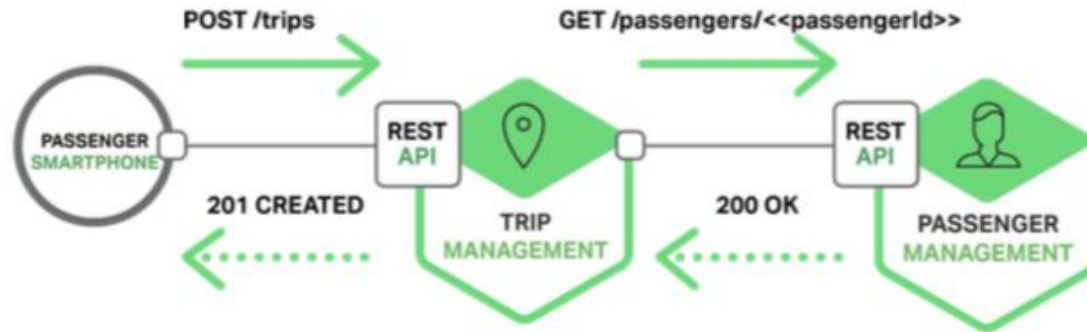 POST /trips
GET /passengers/<<passengerId>>
PASSENGER
SMARTPHONE
REST
API
REST
API
201 CREATED
TRIP
MANAGEMENT
200 OK
PASSENGER
MANAGEMENT